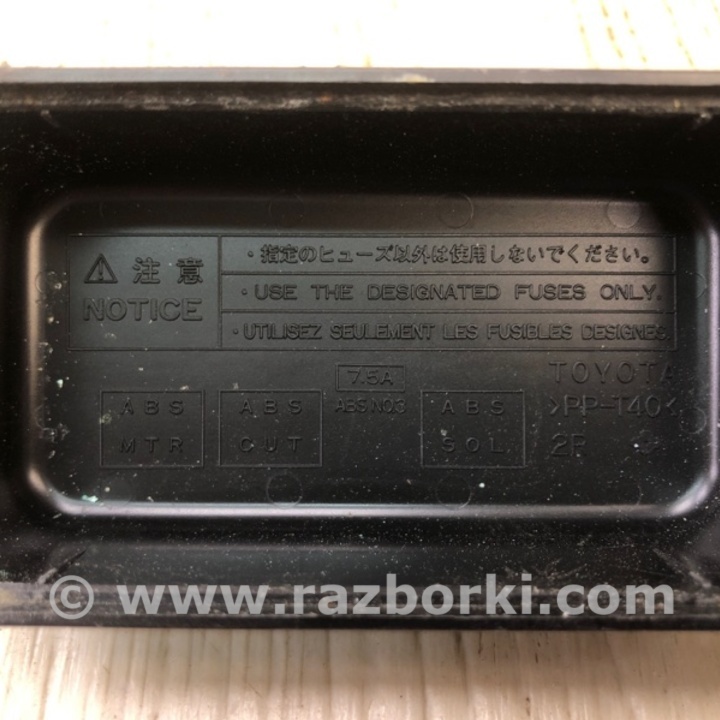 ⚠ 注意
NOTICE
・指定のヒューズ以外は使用しないでください。
・USE THE DESIGNATED FUSES ONLY.
・UTILISEZ SEULEMENT LES FUSIBLES DESIGNES.
7.5A
TOYOTA
ABS
MTR
ABS
CUT
ABS NO.3
ABS
SOL
>PP-T40<
© www.razborki.com